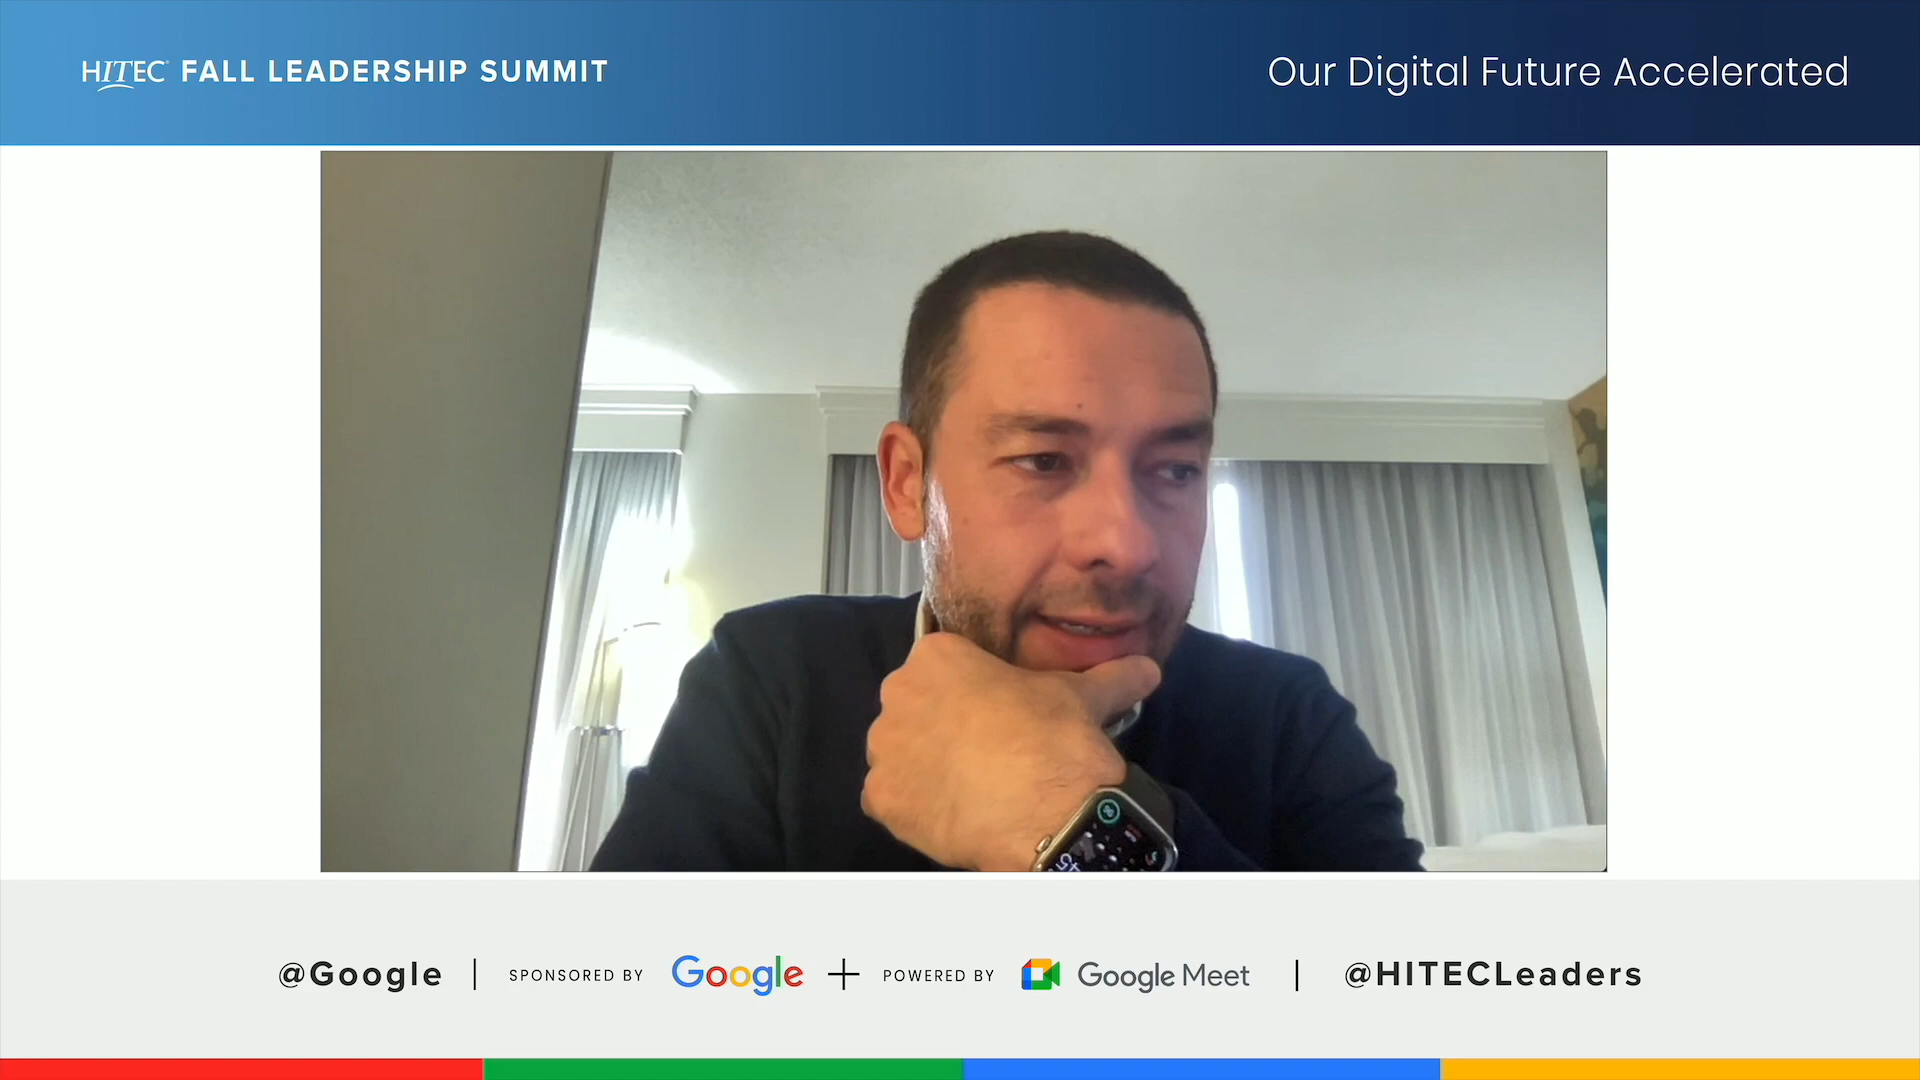 HITEC® FALL LEADERSHIP SUMMIT
Our Digital Future Accelerated
@Google | SPONSORED BY Google + POWERED BY Google Meet | @HITECLeaders